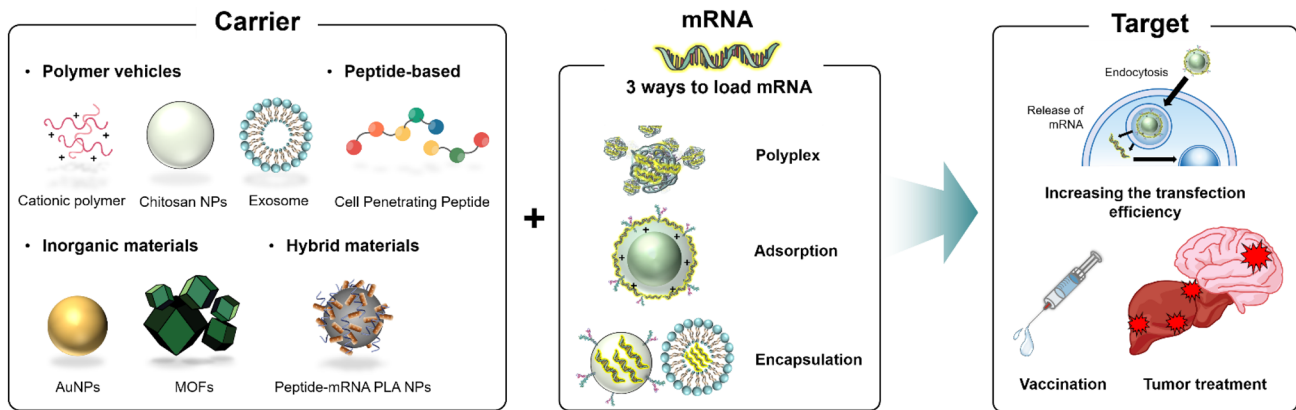 Carrier
• Polymer vehicles
• Peptide-based
+ + + +
Cationic polymer
Chitosan NPs
Exosome
Cell Penetrating Peptide
• Inorganic materials
• Hybrid materials
AuNPs
MOFs
Peptide-mRNA PLA NPs
+
mRNA
3 ways to load mRNA
Polyplex
+ + + + + +
Adsorption
Encapsulation
Target
Endocytosis
Release of
mRNA
Increasing the transfection
efficiency
Vaccination
Tumor treatment